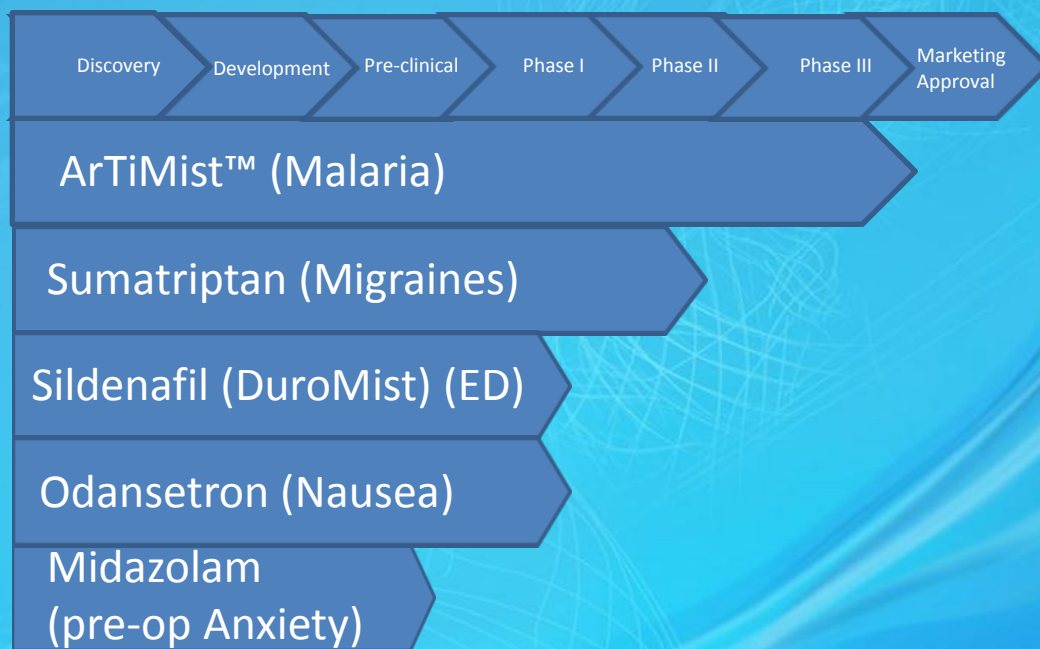 Discovery
Development
Pre-clinical
Phase I
Phase II
Phase III
Marketing
Approval
ArTiMist™ (Malaria)
Sumatriptan (Migraines)
Sildenafil (DuroMist) (ED)
Odansetron (Nausea)
Midazolam
(pre-op Anxiety)